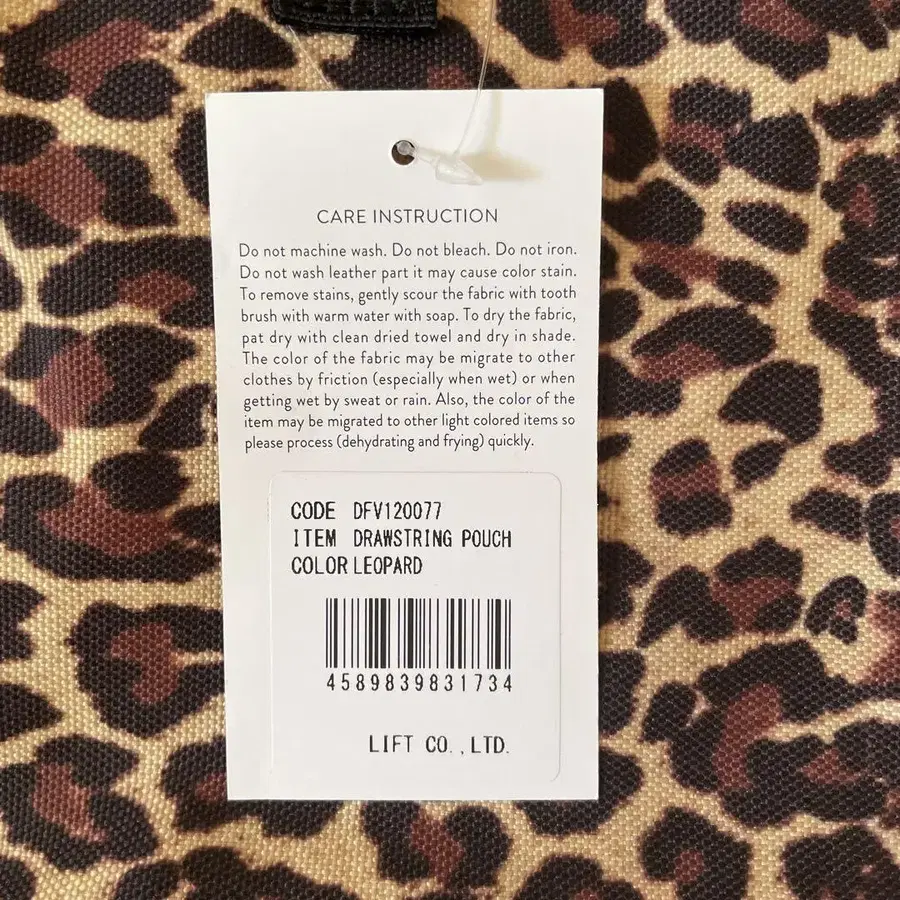 CARE INSTRUCTION
Do not machine wash. Do not bleach. Do not iron.
Do not wash leather part it may cause color stain.
To remove stains, gently scour the fabric with tooth
brush with warm water with soap. To dry the fabric,
pat dry with clean dried towel and dry in shade.
The color of the fabric may be migrate to other
clothes by friction (especially when wet) or when
getting wet by sweat or rain. Also, the color of the
item may be migrated to other light colored items so
please process (dehydrating and frying) quickly.
CODE DFV120077
ITEM DRAWSTRING POUCH
COLOR LEOPARD
4589839831734
LIFT CO., LTD.